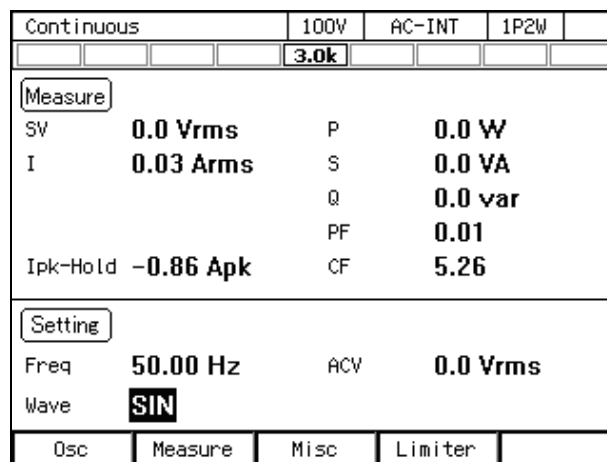 Continuous 100V AC-INT 1P2W
3.0k
Measure
SV 0.0 Vrms P 0.0 W
I 0.03 Arms S 0.0 VA
Q 0.0 var
PF 0.01
Ipk-Hold -0.86 Apk CF 5.26
Setting
Freq 50.00 Hz ACV 0.0 Vrms
Wave SIN
Osc Measure Misc Limiter